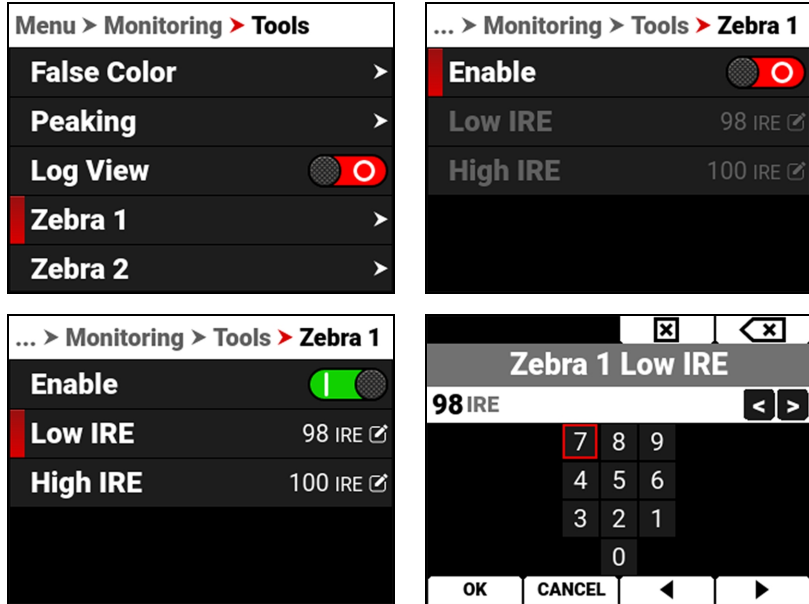 Menu > Monitoring > Tools
False Color >
Peaking >
Log View
Zebra 1 >
Zebra 2 >
... > Monitoring > Tools > Zebra 1
Enable
Low IRE 98 IRE
High IRE 100 IRE
... > Monitoring > Tools > Zebra 1
Enable
Low IRE 98 IRE
High IRE 100 IRE
Zebra 1 Low IRE
98 IRE < >
7 8 9
4 5 6
3 2 1
0
OK CANCEL